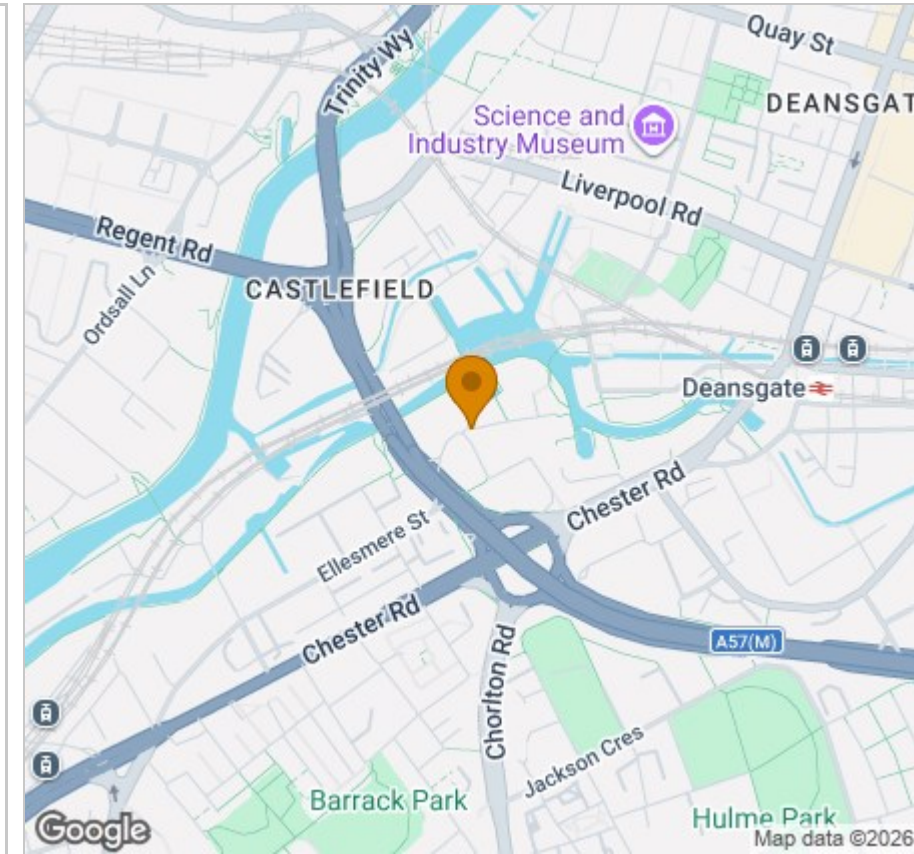 Quay St
Trinity Wy
DEANSGAT
Science and
Industry Museum
Liverpool Rd
Regent Rd
Ordsall Ln
CASTLEFIELD
Deansgate
Chester Rd
Ellesmere St
Chester Rd
A57(M)
Chorlton Rd
Jackson Cres
Barrack Park
Hulme Park
Google
Map data ©2026